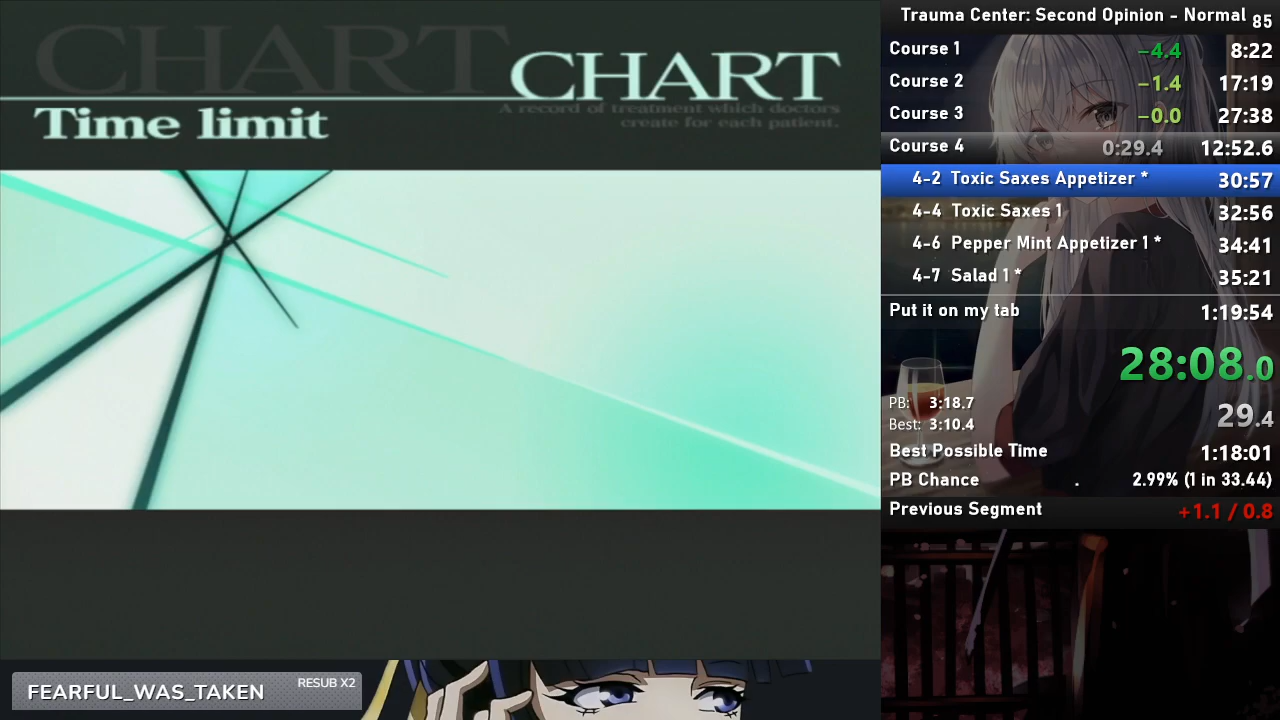 CHART
CHART
A record of treatment which doctors
create for each patient.
Time limit
Trauma Center: Second Opinion - Normal 85
Course 1 -4.4 8:22
Course 2 -1.4 17:19
Course 3 -0.0 27:38
Course 4 0:29.4 12:52.6
4-2 Toxic Saxes Appetizer * 30:57
4-4 Toxic Saxes 1 32:56
4-6 Pepper Mint Appetizer 1 * 34:41
4-7 Salad 1 * 35:21
Put it on my tab 1:19:54
28:08.0
PB: 3:18.7
Best: 3:10.4
29.4
Best Possible Time 1:18:01
PB Chance . 2.99% (1 in 33.44)
Previous Segment +1.1 / 0.8
FEARFUL_WAS_TAKEN RESUB X2